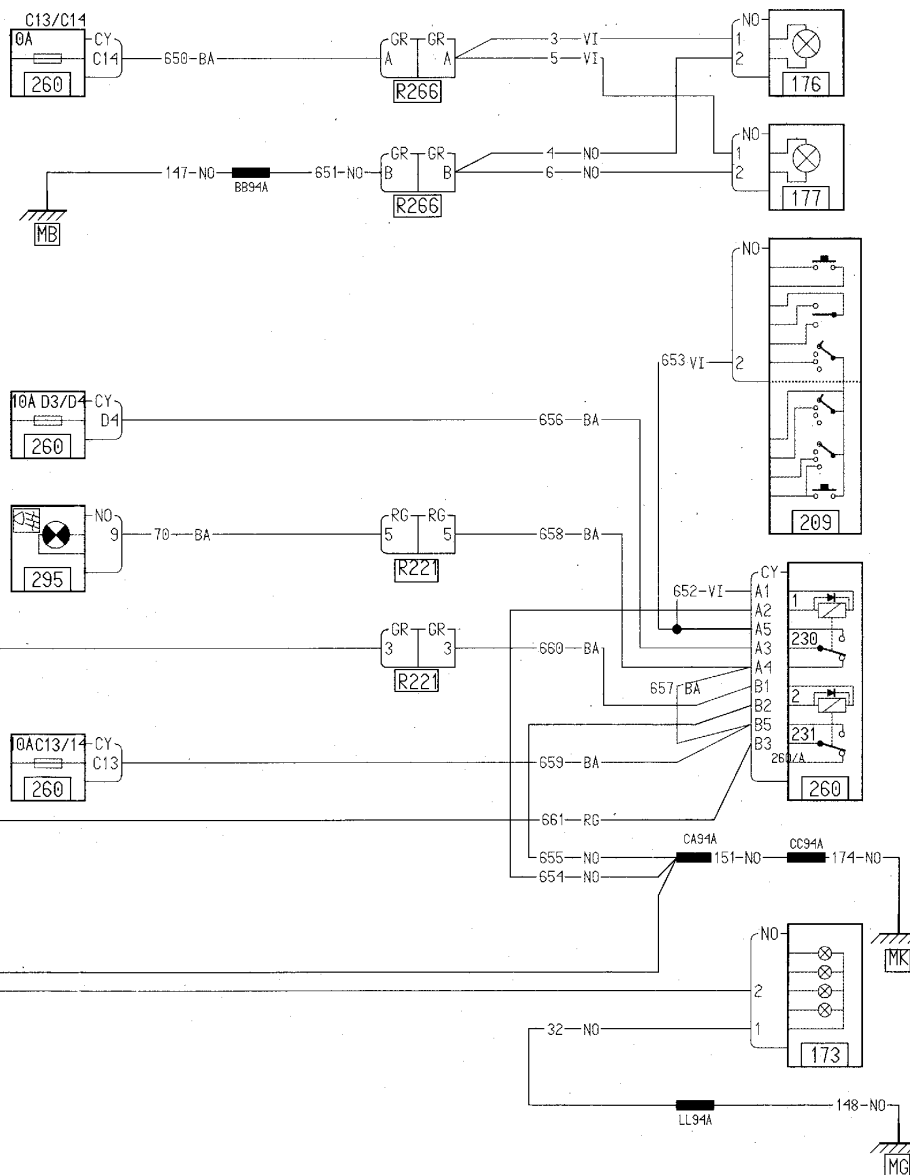 C13/C14
0A
CY
C14
260
650-BA
GR GR
A A
R266
3 VI
5 VI
NO
1
2
176
147-NO
BB94A
651-NO
GR GR
B B
R266
4 NO
6 NO
NO
1
2
177
MB
NO
653 VI
2
209
10A D3/D4
CY
D4
260
656 BA
NO
9
295
70 BA
RG RG
5 5
R221
658 BA
GR GR
3 3
R221
660 BA
652-VI
657 BA
CY
A1
A2
A5
A3
A4
B1
B2
B5
B3
1
230
2
231
260/A
260
10AC13/14
CY
C13
260
659 BA
661 RG
655 NO
654 NO
CA94A
151-NO
CC94A
174-NO
MK
NO
2
1
173
32 NO
LL94A
148-NO
MG